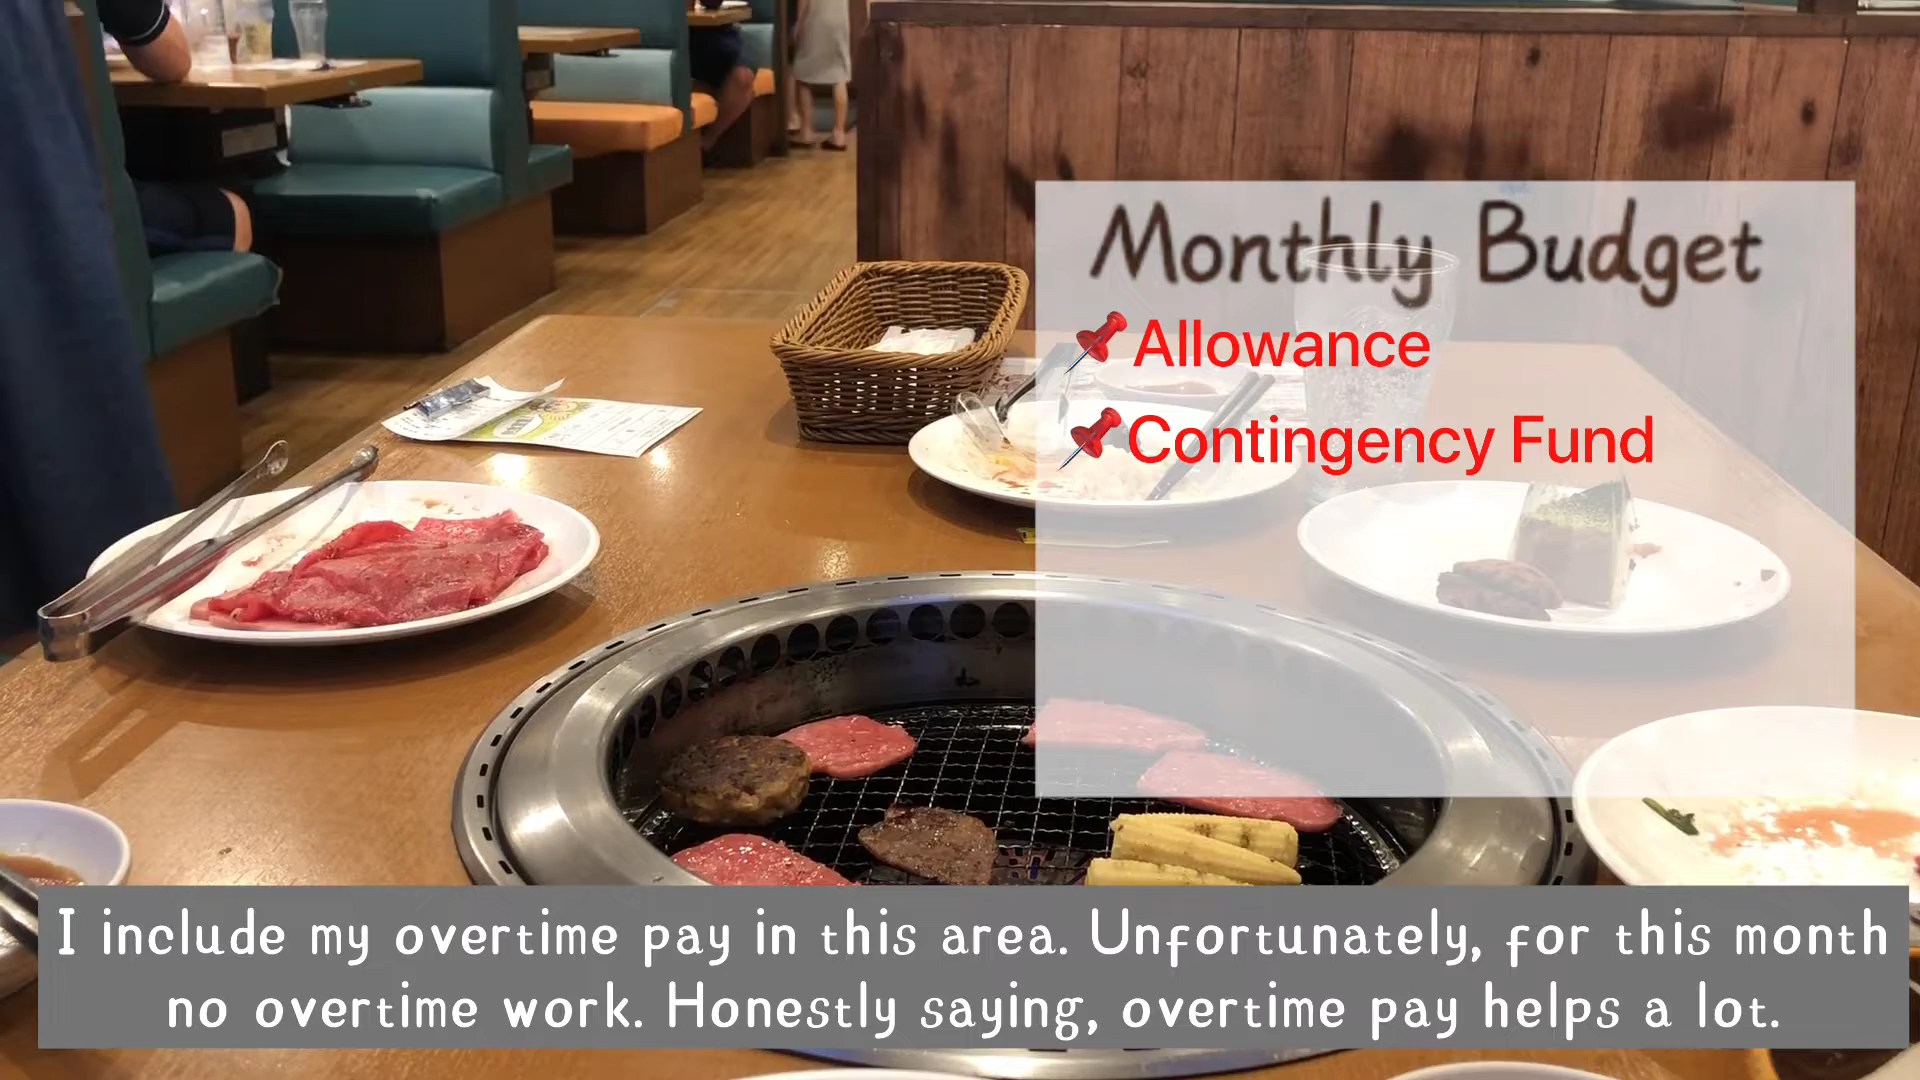 Monthly Budget
📌Allowance
📌Contingency Fund
I include my overtime pay in this area. Unfortunately, for this month
no overtime work. Honestly saying, overtime pay helps a lot.